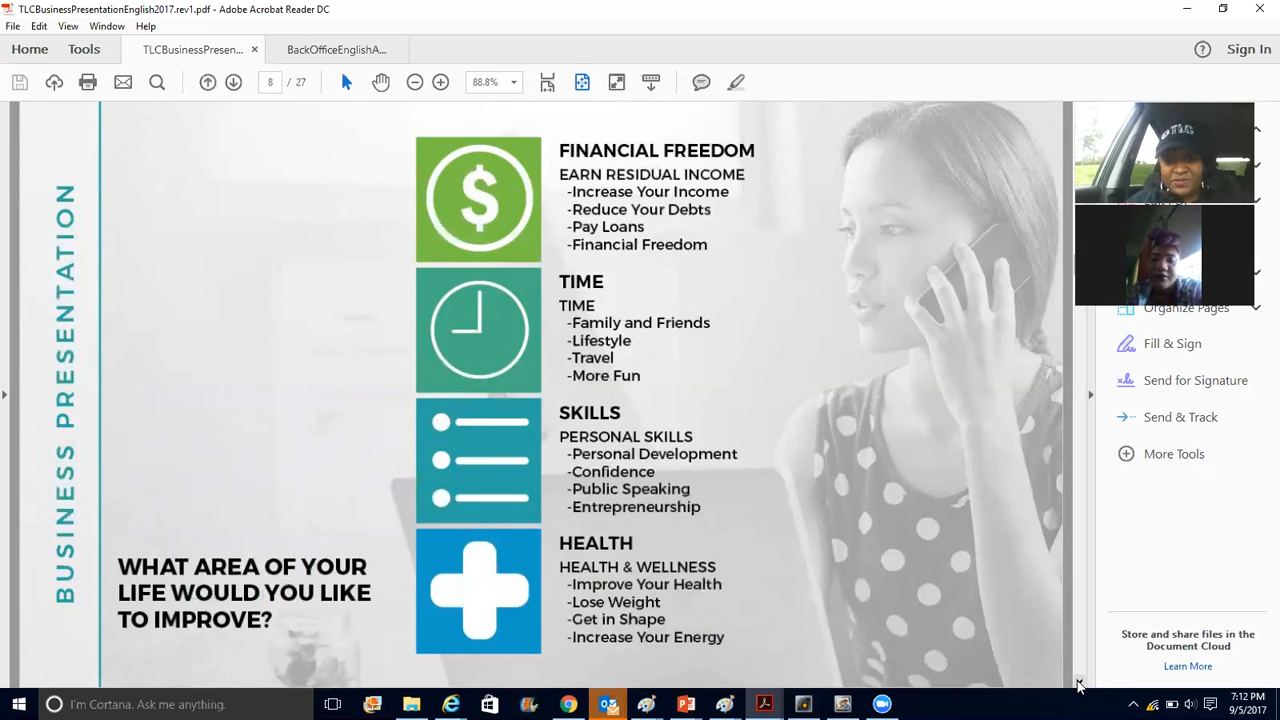 TLCBusinessPresentationEnglish2017.rev1.pdf - Adobe Acrobat Reader DC
File Edit View Window Help
Home Tools TLCBusinessPresen... × BackOfficeEnglishA... Sign In
8 / 27 88.8%
BUSINESS PRESENTATION
FINANCIAL FREEDOM
EARN RESIDUAL INCOME
-Increase Your Income
-Reduce Your Debts
-Pay Loans
-Financial Freedom
TIME
TIME
-Family and Friends
-Lifestyle
-Travel
-More Fun
SKILLS
PERSONAL SKILLS
-Personal Development
-Confidence
-Public Speaking
-Entrepreneurship
HEALTH
HEALTH & WELLNESS
-Improve Your Health
-Lose Weight
-Get in Shape
-Increase Your Energy
WHAT AREA OF YOUR
LIFE WOULD YOU LIKE
TO IMPROVE?
TLC
Organize Pages
Fill & Sign
Send for Signature
Send & Track
More Tools
Store and share files in the
Document Cloud
Learn More
I'm Cortana. Ask me anything.
7:12 PM
9/5/2017